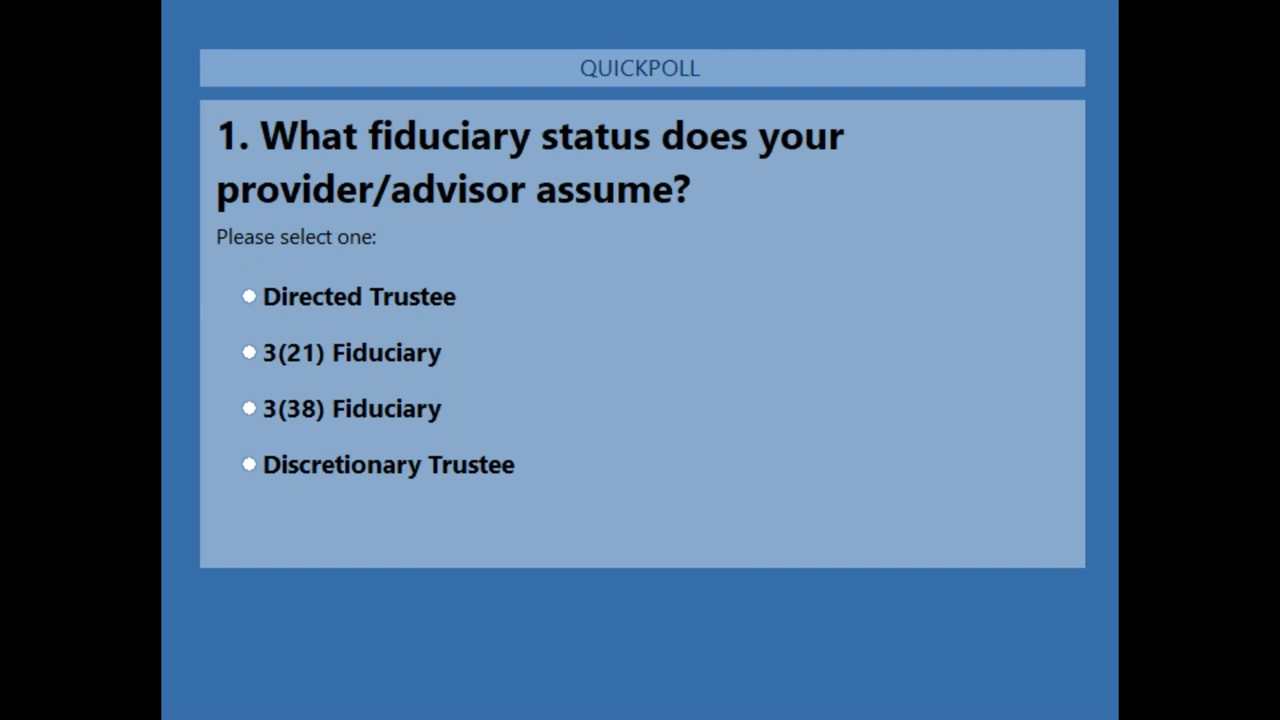 QUICKPOLL
1. What fiduciary status does your
provider/advisor assume?
Please select one:
Directed Trustee
3(21) Fiduciary
3(38) Fiduciary
Discretionary Trustee